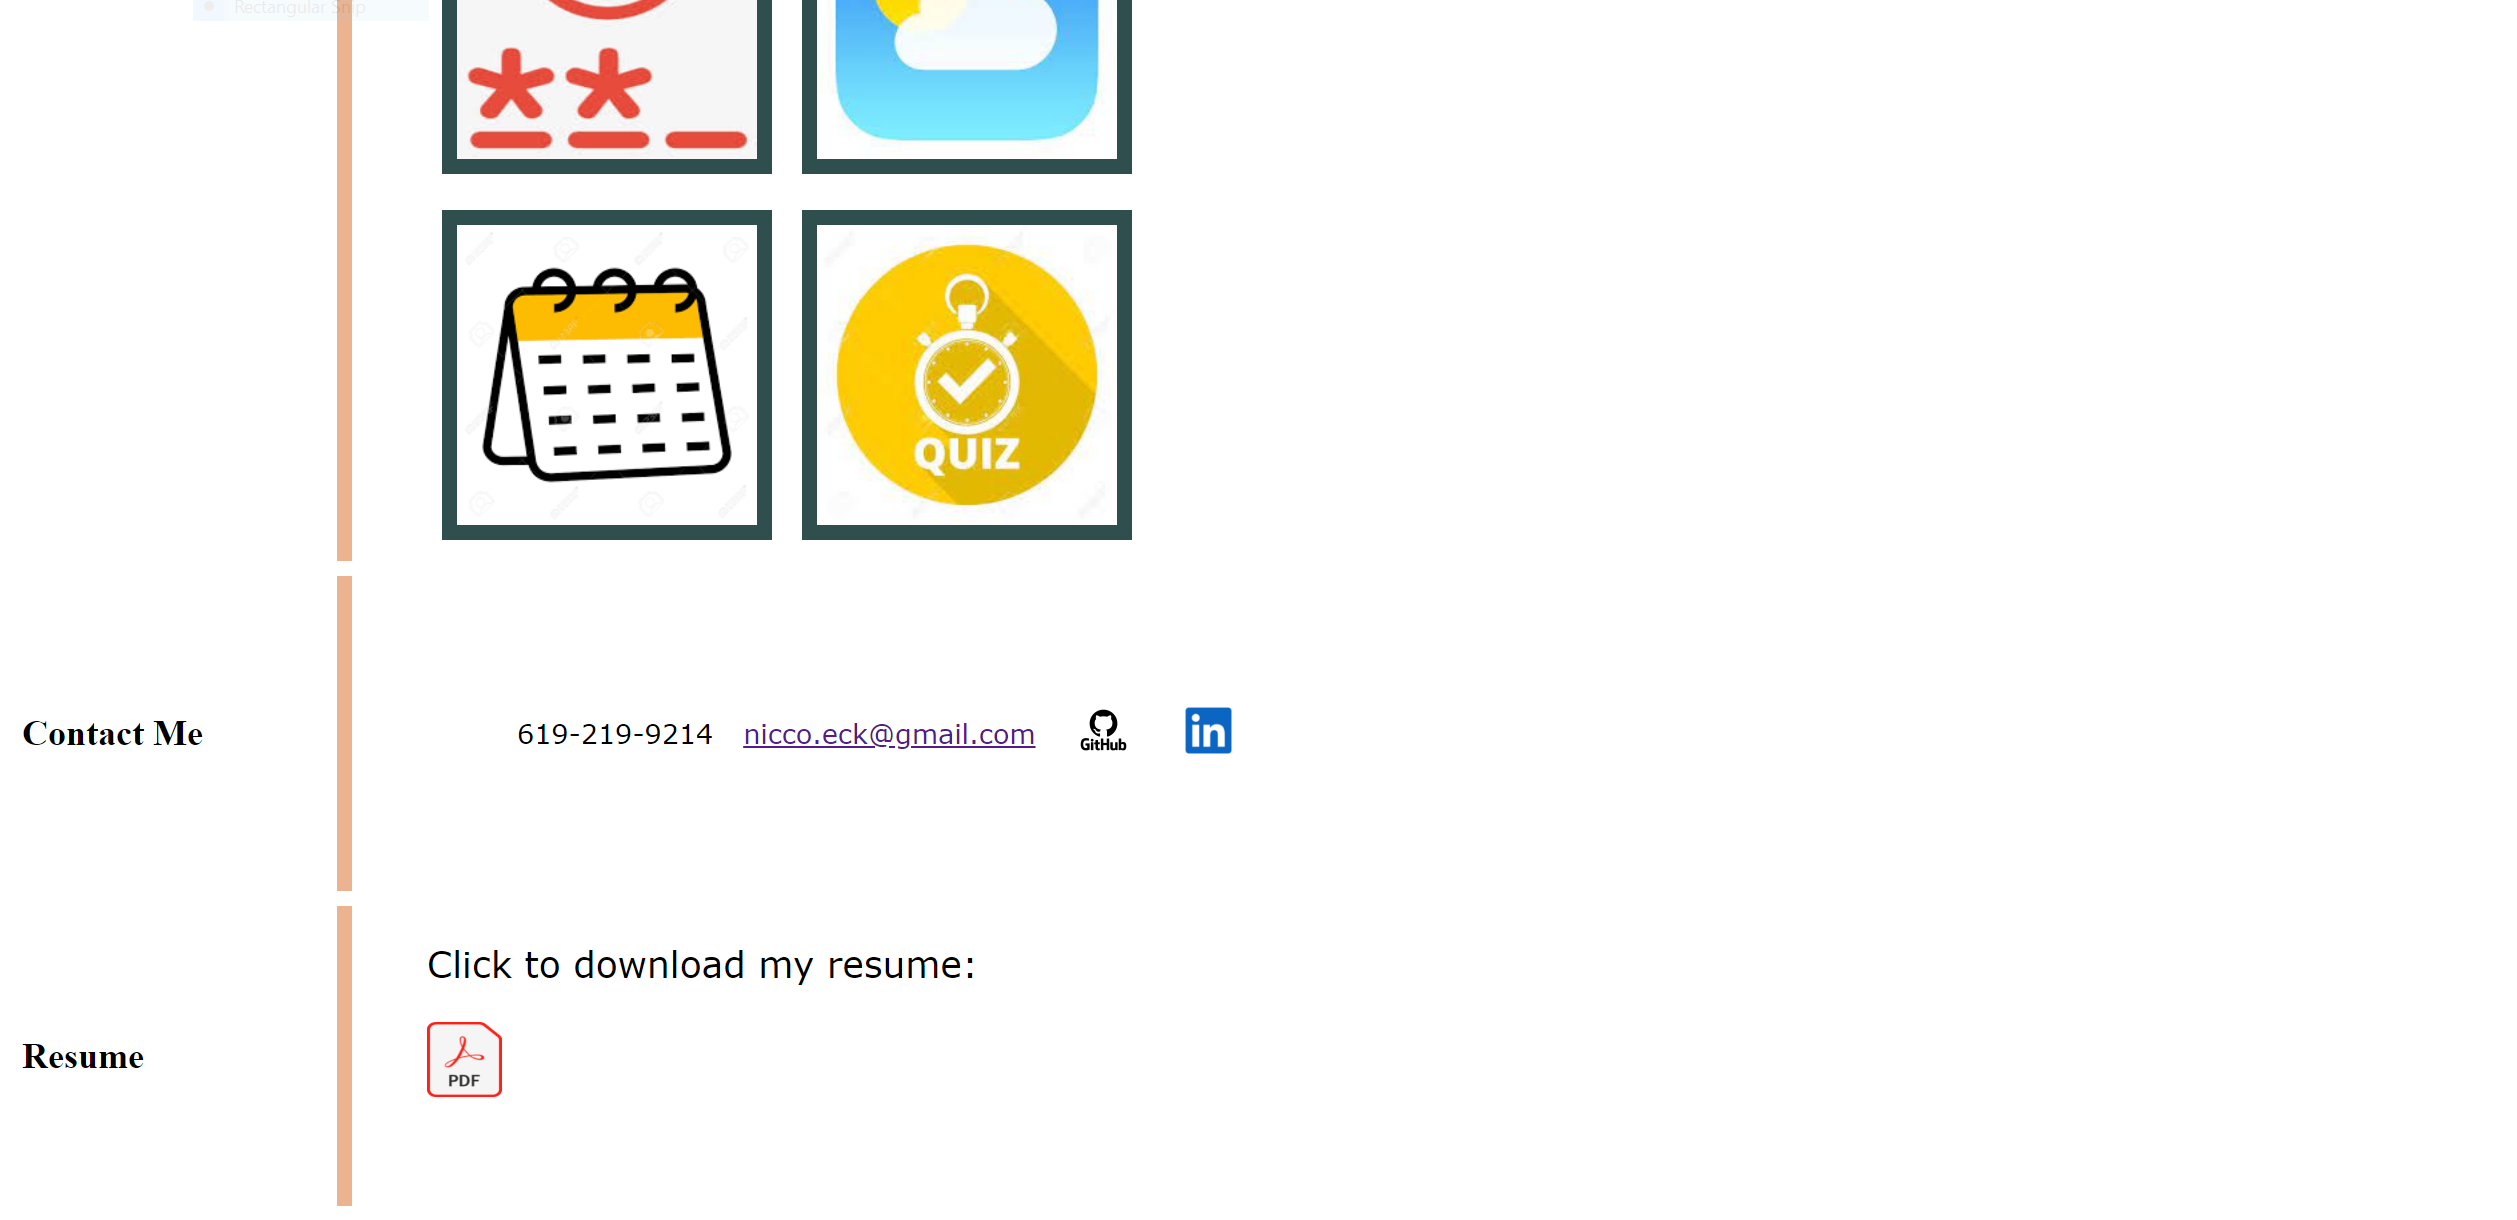 Rectangular Snip
QUIZ
Contact Me
619-219-9214 nicco.eck@gmail.com GitHub in
Click to download my resume:
Resume
PDF